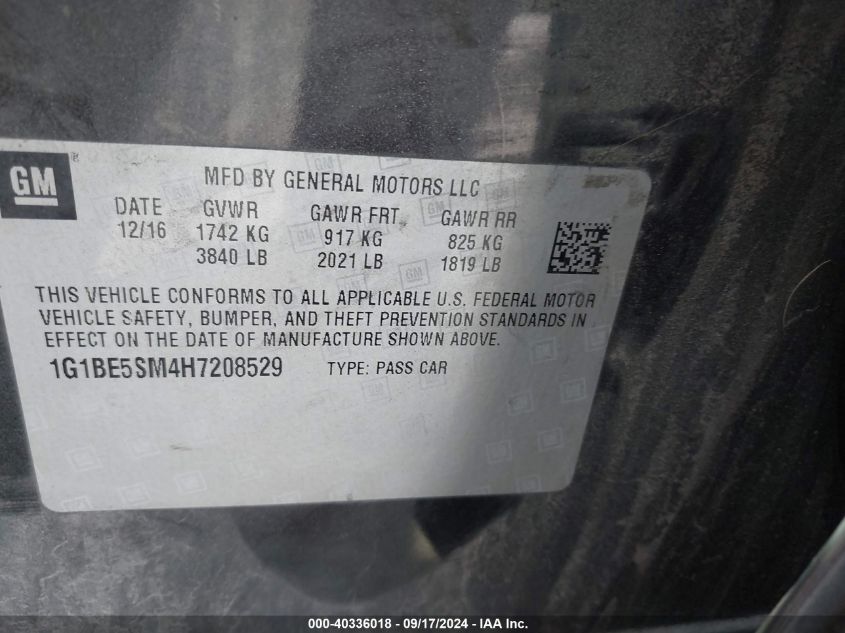 GM
MFD BY GENERAL MOTORS LLC
DATE GVWR GAWR FRT GAWR RR
12/16 1742 KG 917 KG 825 KG
3840 LB 2021 LB 1819 LB
THIS VEHICLE CONFORMS TO ALL APPLICABLE U.S. FEDERAL MOTOR
VEHICLE SAFETY, BUMPER, AND THEFT PREVENTION STANDARDS IN
EFFECT ON THE DATE OF MANUFACTURE SHOWN ABOVE.
1G1BE5SM4H7208529 TYPE: PASS CAR
000-40336018 - 09/17/2024 - IAA Inc.